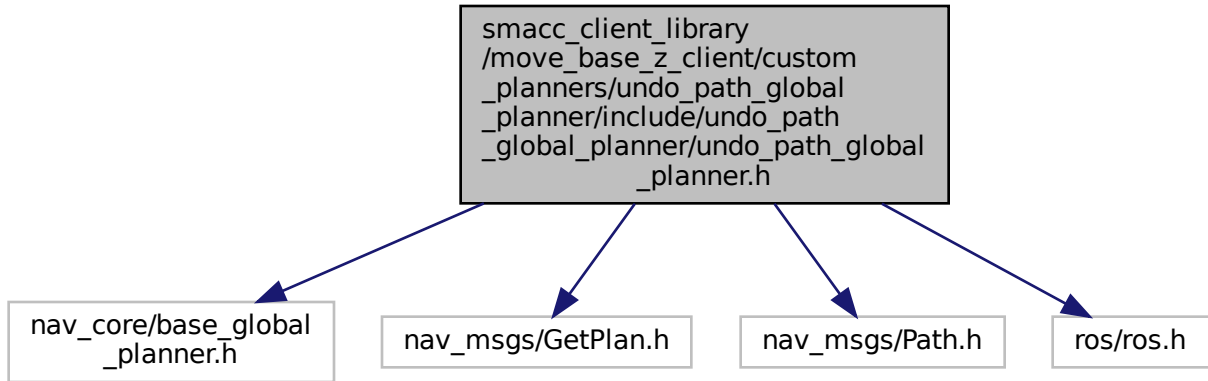 smacc_client_library
/move_base_z_client/custom
_planners/undo_path_global
_planner/include/undo_path
_global_planner/undo_path_global
_planner.h
nav_core/base_global
_planner.h
nav_msgs/GetPlan.h
nav_msgs/Path.h
ros/ros.h